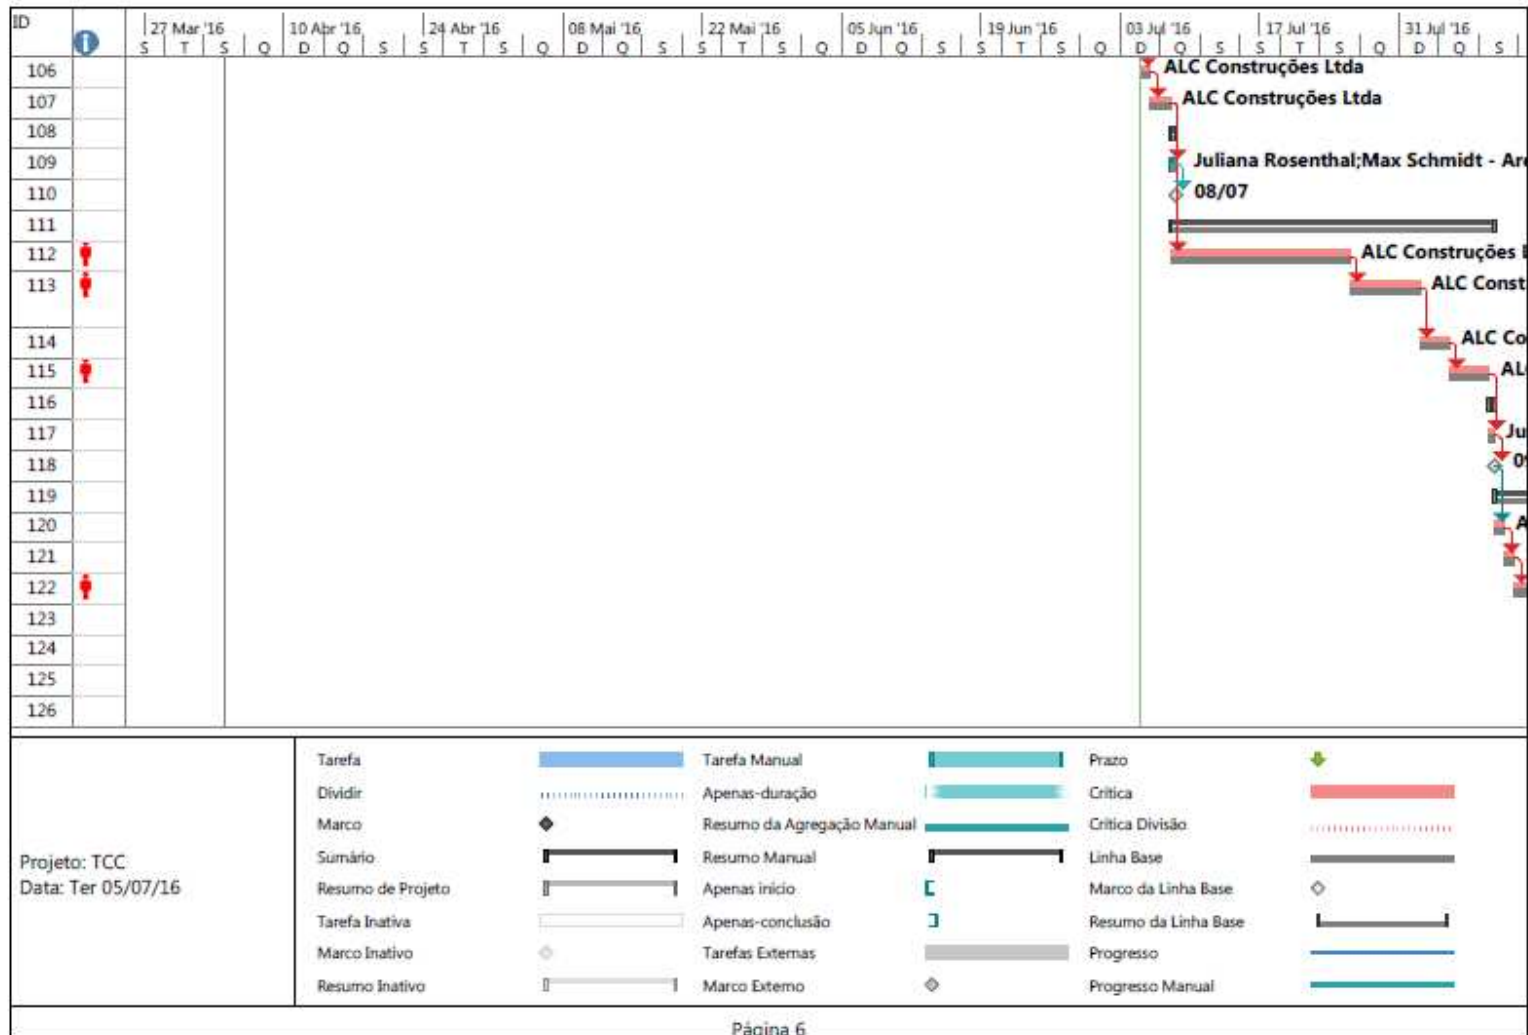 ID
27 Mar '16 10 Abr '16 24 Abr '16 08 Mai '16 22 Mai '16 05 Jun '16 19 Jun '16 03 Jul '16 17 Jul '16 31 Jul '16
S T S Q D Q S S T S Q D Q S S T S Q D Q S S T S Q D Q S S T S Q D Q S
106 ALC Construções Ltda
107 ALC Construções Ltda
108
109 Juliana Rosenthal;Max Schmidt -
110 08/07
111
112 ALC Construções
113 ALC
114 ALC
115
116
117
118
119
120
121
122
123
124
125
126
Projeto: TCC
Data: Ter 05/07/16
Tarefa Tarefa Manual Prazo
Dividir Apenas-duração Crítica
Marco Resumo da Agregação Manual Crítica Divisão
Sumário Resumo Manual Linha Base
Resumo de Projeto Apenas início Marco da Linha Base
Tarefa Inativa Apenas-conclusão Resumo da Linha Base
Marco Inativo Tarefas Externas Progresso
Resumo Inativo Marco Externo Progresso Manual
Página 6